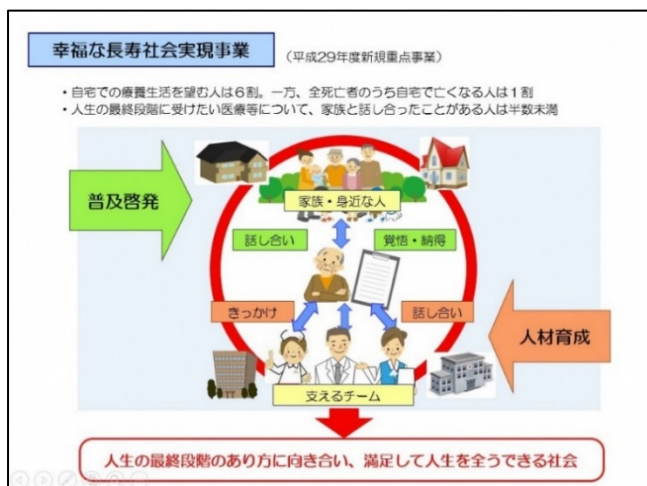 幸福な長寿社会実現事業 (平成29年度新規重点事業)
・自宅での療養生活を望む人は6割。一方、全死亡者のうち自宅で亡くなる人は1割
・人生の最終段階に受けたい医療等について、家族と話し合ったことがある人は半数未満
普及啓発
家族・身近な人
話し合い
覚悟・納得
きっかけ
話し合い
人材育成
支えるチーム
人生の最終段階のあり方に向き合い、満足して人生を全うできる社会